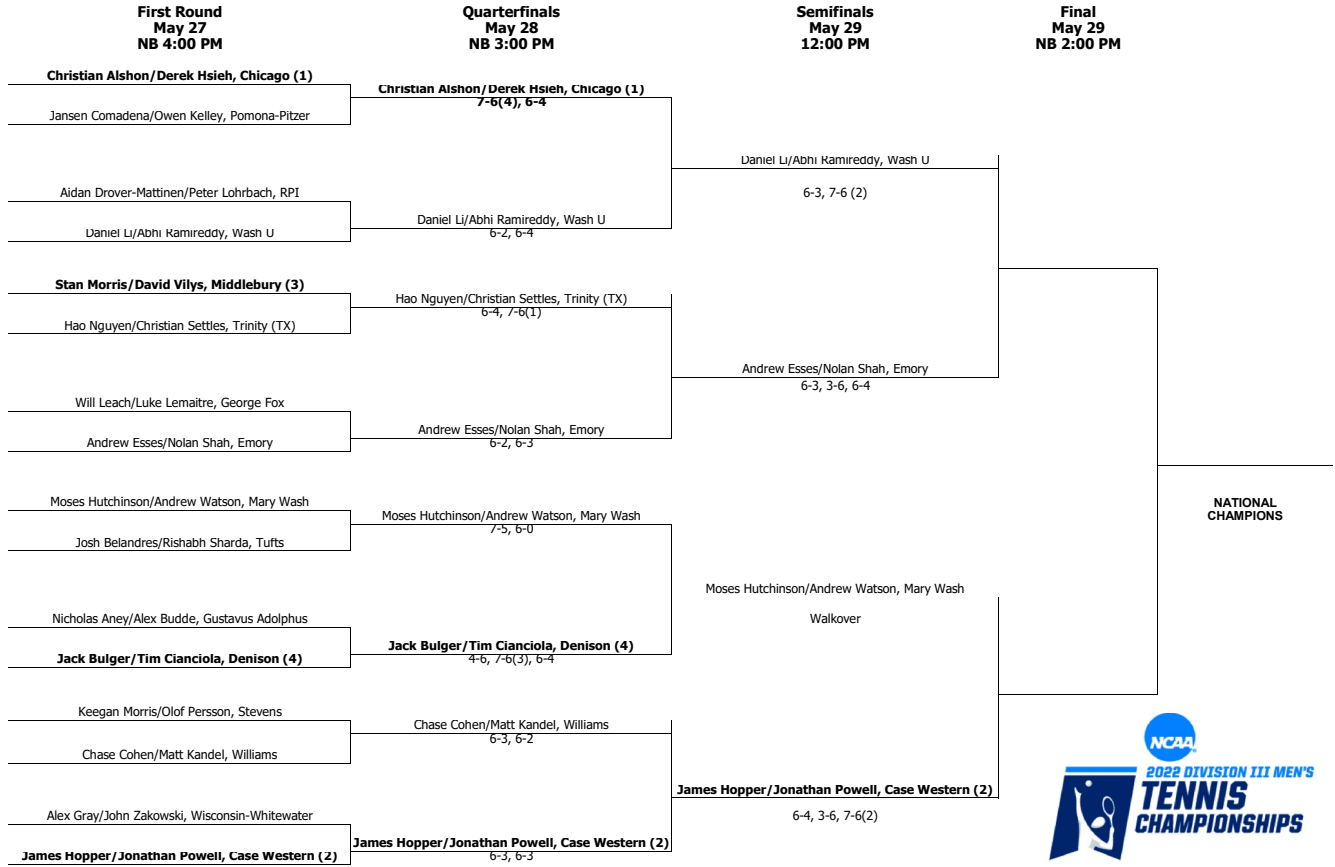 First Round
May 27
NB 4:00 PM
Quarterfinals
May 28
NB 3:00 PM
Semifinals
May 29
12:00 PM
Final
May 29
NB 2:00 PM
Christian Alshon/Derek Hsieh, Chicago (1)
Jansen Comadena/Owen Kelley, Pomona-Pitzer
Aidan Drover-Mattinen/Peter Lohrbach, RPI
Daniel Li/Abhi Ramireddy, Wash U
Stan Morris/David Vilys, Middlebury (3)
Hao Nguyen/Christian Settles, Trinity (TX)
Will Leach/Luke Lemaitre, George Fox
Andrew Esses/Nolan Shah, Emory
Moses Hutchinson/Andrew Watson, Mary Wash
Josh Belandres/Rishabh Sharda, Tufts
Nicholas Aney/Alex Budde, Gustavus Adolphus
Jack Bulger/Tim Cianciola, Denison (4)
Keegan Morris/Olof Persson, Stevens
Chase Cohen/Matt Kandel, Williams
Alex Gray/John Zakowski, Wisconsin-Whitewater
James Hopper/Jonathan Powell, Case Western (2)
Christian Alshon/Derek Hsieh, Chicago (1)
7-6(4), 6-4
Daniel Li/Abhi Ramireddy, Wash U
6-2, 6-4
Hao Nguyen/Christian Settles, Trinity (TX)
6-4, 7-6(1)
Andrew Esses/Nolan Shah, Emory
6-2, 6-3
Moses Hutchinson/Andrew Watson, Mary Wash
7-5, 6-0
Jack Bulger/Tim Cianciola, Denison (4)
4-6, 7-6(3), 6-4
Chase Cohen/Matt Kandel, Williams
6-3, 6-2
James Hopper/Jonathan Powell, Case Western (2)
6-3, 6-3
Daniel Li/Abhi Ramireddy, Wash U
6-3, 7-6 (2)
Andrew Esses/Nolan Shah, Emory
6-3, 3-6, 6-4
Moses Hutchinson/Andrew Watson, Mary Wash
Walkover
James Hopper/Jonathan Powell, Case Western (2)
6-4, 3-6, 7-6(2)
NATIONAL
CHAMPIONS
NCAA
2022 DIVISION III MEN'S
TENNIS
CHAMPIONSHIPS